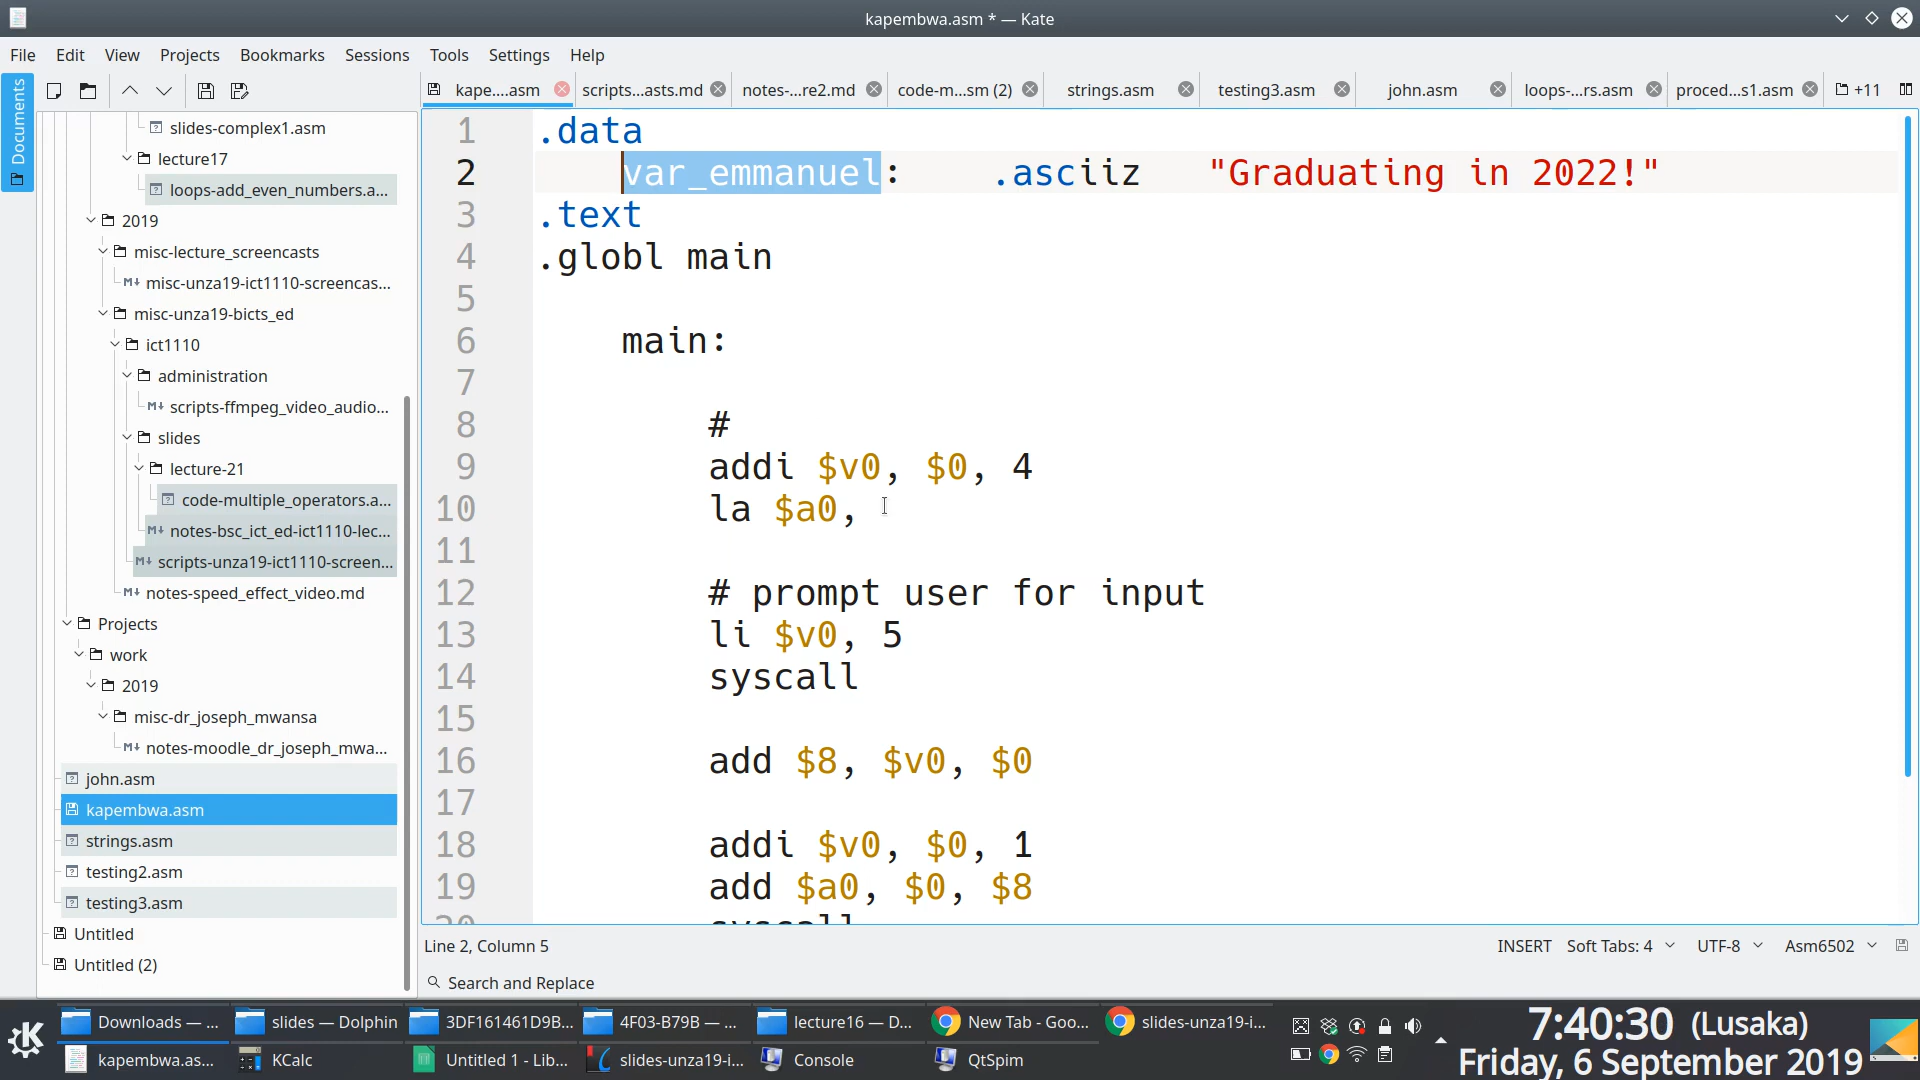 kapembwa.asm * — Kate
File Edit View Projects Bookmarks Sessions Tools Settings Help
Documents
kape....asm scripts...asts.md notes-...re2.md code-m...sm (2) strings.asm testing3.asm john.asm loops-...rs.asm proced...s1.asm +11
slides-complex1.asm
lecture17
loops-add_even_numbers.a...
2019
misc-lecture_screencasts
misc-unza19-ict1110-screencas...
misc-unza19-bicts_ed
ict1110
administration
scripts-ffmpeg_video_audio...
slides
lecture-21
code-multiple_operators.a...
notes-bsc_ict_ed-ict1110-lec...
scripts-unza19-ict1110-screen...
notes-speed_effect_video.md
Projects
work
2019
misc-dr_joseph_mwansa
notes-moodle_dr_joseph_mwa...
john.asm
kapembwa.asm
strings.asm
testing2.asm
testing3.asm
Untitled
Untitled (2)
1 .data
2 var_emmanuel: .asciiz "Graduating in 2022!"
3 .text
4 .globl main
5
6 main:
7
8 #
9 addi $v0, $0, 4
10 la $a0,
11
12 # prompt user for input
13 li $v0, 5
14 syscall
15
16 add $8, $v0, $0
17
18 addi $v0, $0, 1
19 add $a0, $0, $8
20 syscall
Line 2, Column 5 INSERT Soft Tabs: 4 UTF-8 Asm6502
Search and Replace
Downloads — ... slides — Dolphin 3DF161461D9B... 4F03-B79B — ... lecture16 — D... New Tab - Goo... slides-unza19-i...
kapembwa.as... KCalc Untitled 1 - Lib... slides-unza19-i... Console QtSpim
7:40:30 (Lusaka)
Friday, 6 September 2019